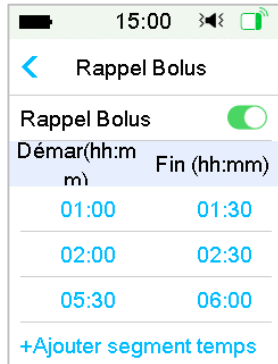 15:00
Rappel Bolus
Rappel Bolus
Démar(hh:m
m)
Fin (hh:mm)
01:00 01:30
02:00 02:30
05:30 06:00
+Ajouter segment temps